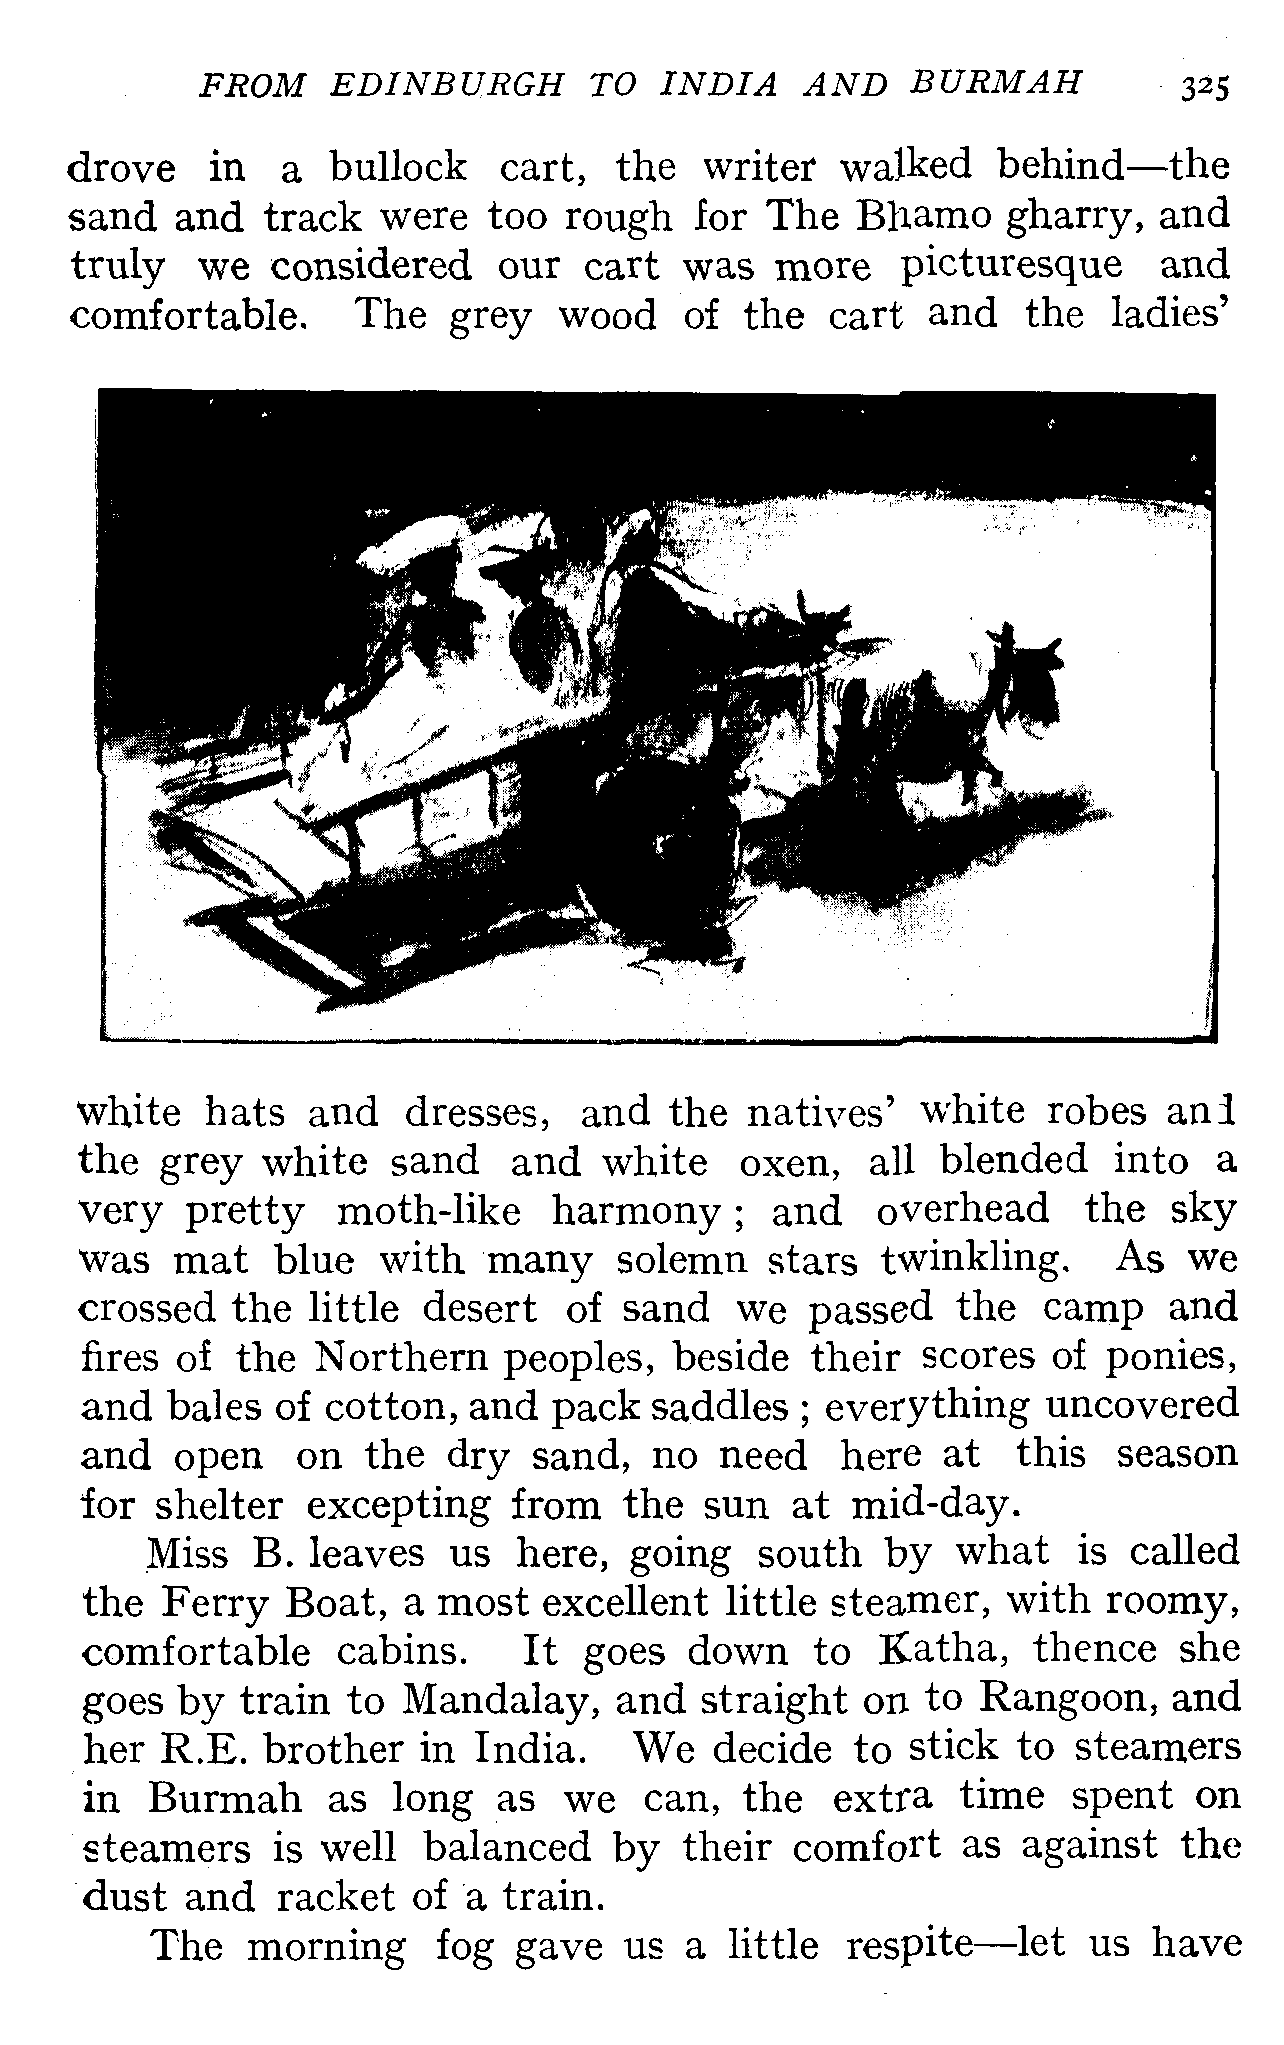 FROM EDINBURGH TO INDIA AND BURMAH 325
drove in a bullock cart, the writer walked behind—the
sand and track were too rough for The Bhamo gharry, and
truly we considered our cart was more picturesque and
comfortable. The grey wood of the cart and the ladies’
white hats and dresses, and the natives’ white robes and
the grey white sand and white oxen, all blended into a
very pretty moth-like harmony ; and overhead the sky
was mat blue with many solemn stars twinkling. As we
crossed the little desert of sand we passed the camp and
fires of the Northern peoples, beside their scores of ponies,
and bales of cotton, and pack saddles ; everything uncovered
and open on the dry sand, no need here at this season
for shelter excepting from the sun at mid-day.
Miss B. leaves us here, going south by what is called
the Ferry Boat, a most excellent little steamer, with roomy,
comfortable cabins. It goes down to Katha, thence she
goes by train to Mandalay, and straight on to Rangoon, and
her R.E. brother in India. We decide to stick to steamers
in Burmah as long as we can, the extra time spent on
steamers is well balanced by their comfort as against the
dust and racket of a train.
The morning fog gave us a little respite—let us have